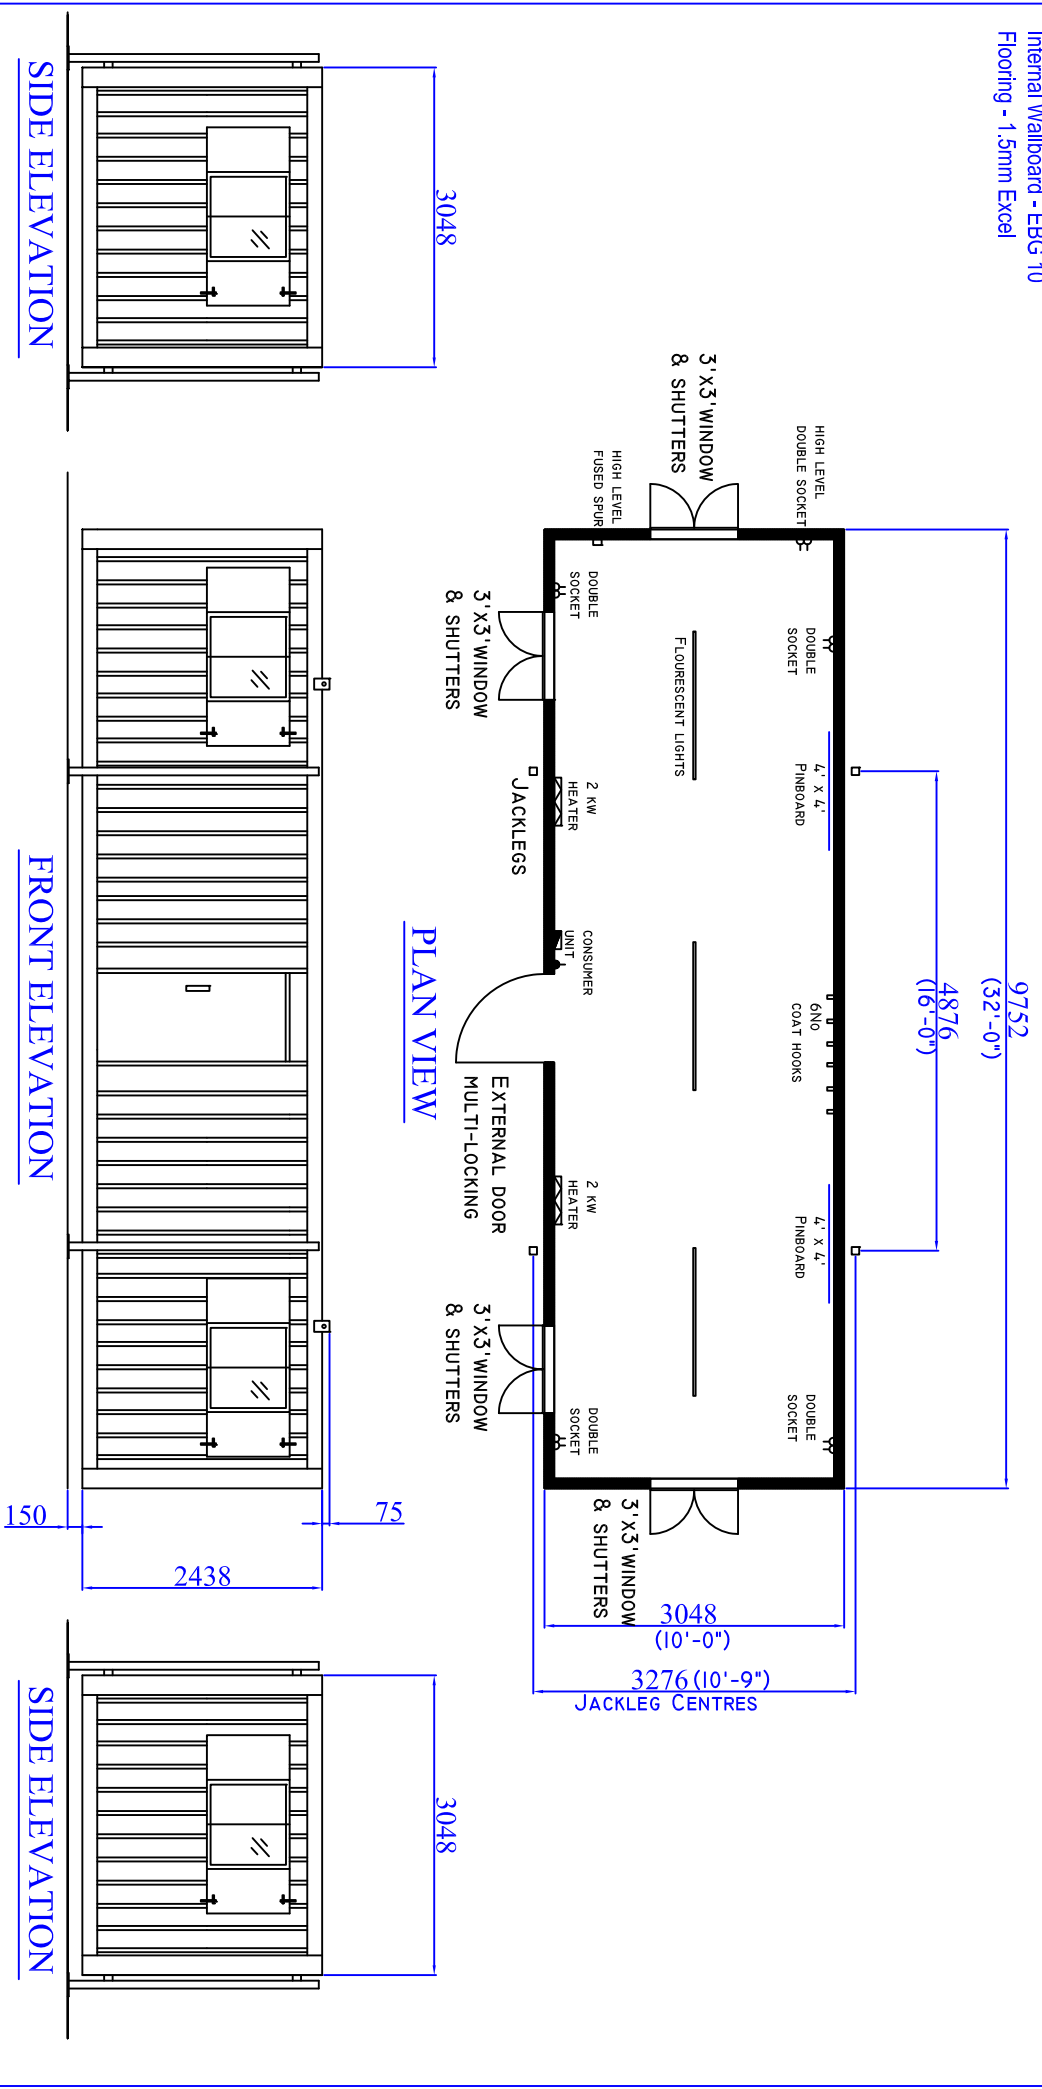 Internal Wallboard - EBG 10
Flooring - 1.5mm Excel
9752
(32'-0")
4876
(16'-0")
HIGH LEVEL
DOUBLE SOCKET
DOUBLE
SOCKET
4' X 4'
PINBOARD
6No
COAT HOOKS
4' X 4'
PINBOARD
DOUBLE
SOCKET
3'X3'WINDOW
& SHUTTERS
FLOURESCENT LIGHTS
3'X3'WINDOW
& SHUTTERS
3048
(10'-0")
3276 (10'-9")
JACKLEG CENTRES
HIGH LEVEL
FUSED SPUR
DOUBLE
SOCKET
2 KW
HEATER
CONSUMER
UNIT
2 KW
HEATER
DOUBLE
SOCKET
JACKLEGS
EXTERNAL DOOR
MULTI-LOCKING
3'X3'WINDOW
& SHUTTERS
3'X3'WINDOW
& SHUTTERS
PLAN VIEW
3048
75
2438
150
3048
SIDE ELEVATION
FRONT ELEVATION
SIDE ELEVATION